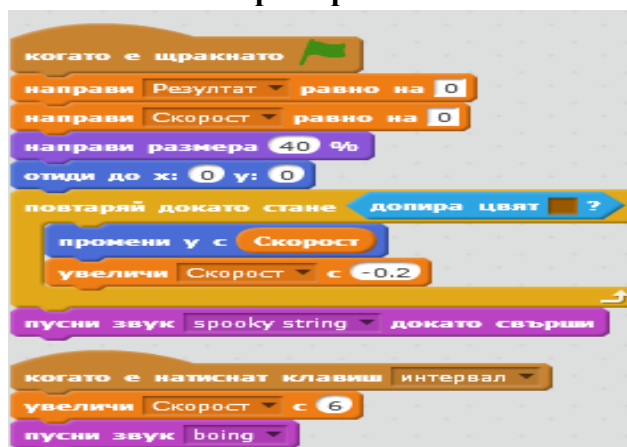 когато е щракнато
направи Резултат равно на 0
направи Скорост равно на 0
направи размера 40 %
отиди до x: 0 y: 0
повтаряй докато стане допира цвят ?
промени y с Скорост
увеличи Скорост с -0.2
пусни звук spooky string докато свърши
когато е натиснат клавиш интервал
увеличи Скорост с 6
пусни звук boing